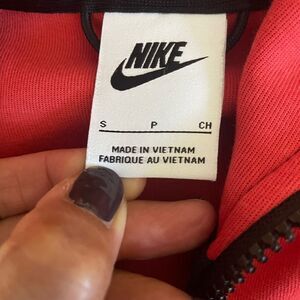 NIKE
S P CH
MADE IN VIETNAM
FABRIQUE AU VIETNAM